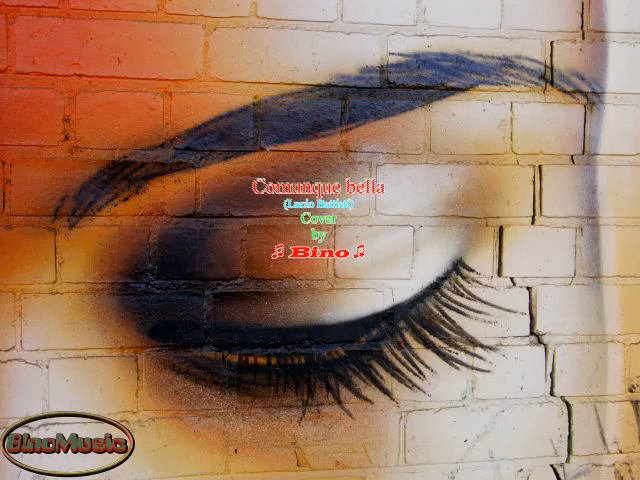 Comunque bella
(Lucio Battisti)
Cover
by
♫ Bino ♫
BinoMusic